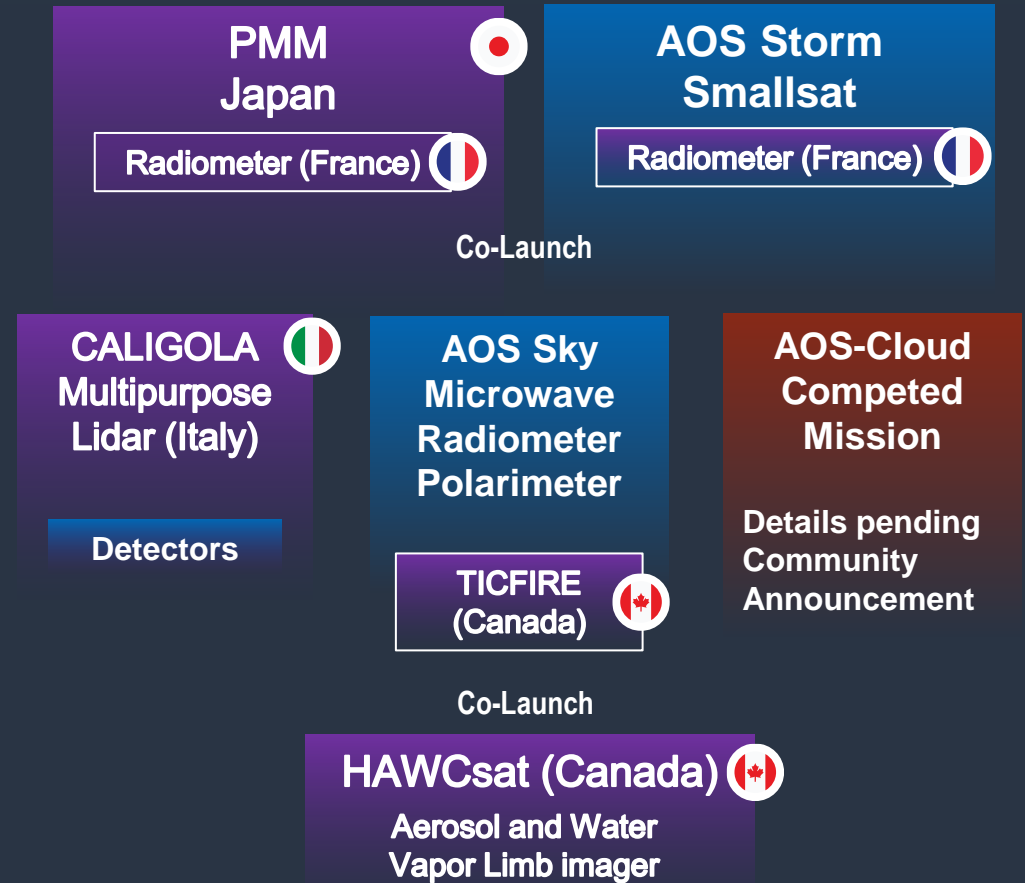 PMM
Japan
Radiometer (France)
AOS Storm
Smallsat
Radiometer (France)
Co-Launch
CALIGOLA
Multipurpose
Lidar (Italy)
Detectors
AOS Sky
Microwave
Radiometer
Polarimeter
TICFIRE
(Canada)
AOS-Cloud
Competed
Mission
Details pending
Community
Announcement
Co-Launch
HAWCsat (Canada)
Aerosol and Water
Vapor Limb imager